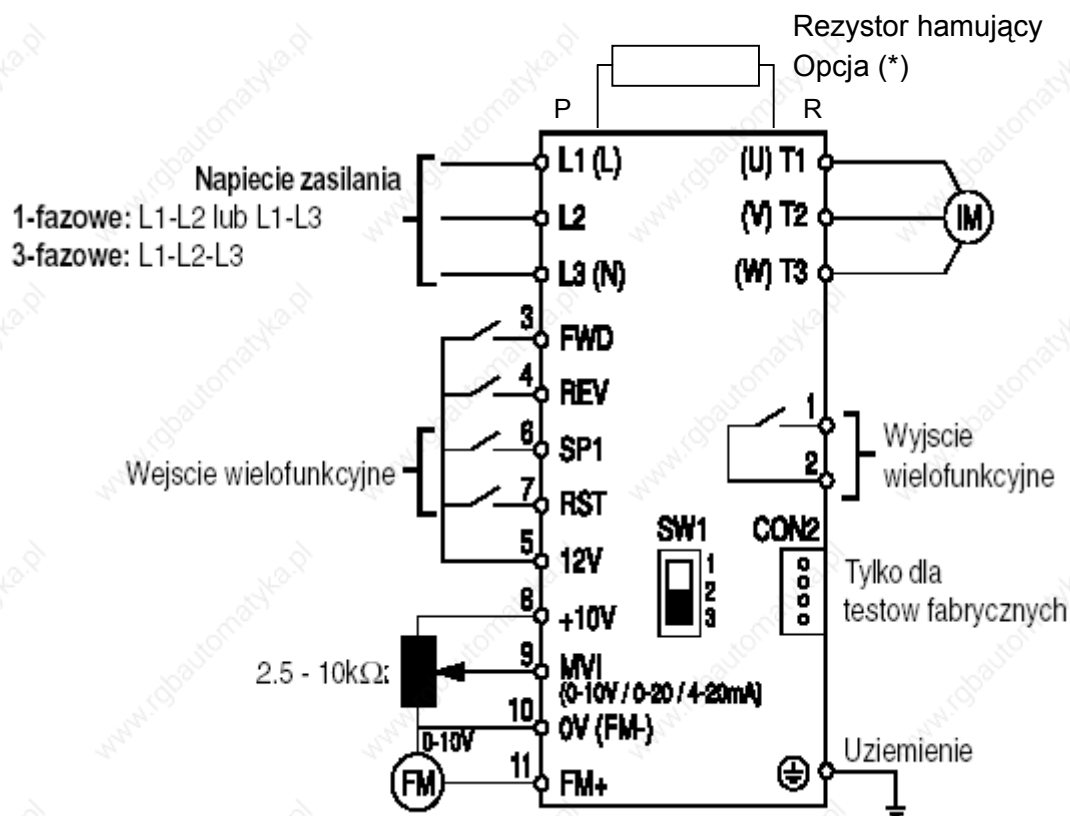 Rezystor hamujący
Opcja (*)
P
R
Napiecie zasilania
1-fazowe: L1-L2 lub L1-L3
3-fazowe: L1-L2-L3
L1 (L)
L2
L3 (N)
(U) T1
(V) T2
(W) T3
IM
3
FWD
4
REV
6
SP1
7
RST
5
12V
Wejscie wielofunkcyjne
1
2
Wyjscie
wielofunkcyjne
SW1
1
2
3
CON2
Tylko dla
testow fabrycznych
8
+10V
9
MVI
(0-10V / 0-20 / 4-20mA)
2.5 - 10kΩ:
10
0V (FM-)
0-10V
FM
11
FM+
Uziemienie
www.rgbautomatyka.pl